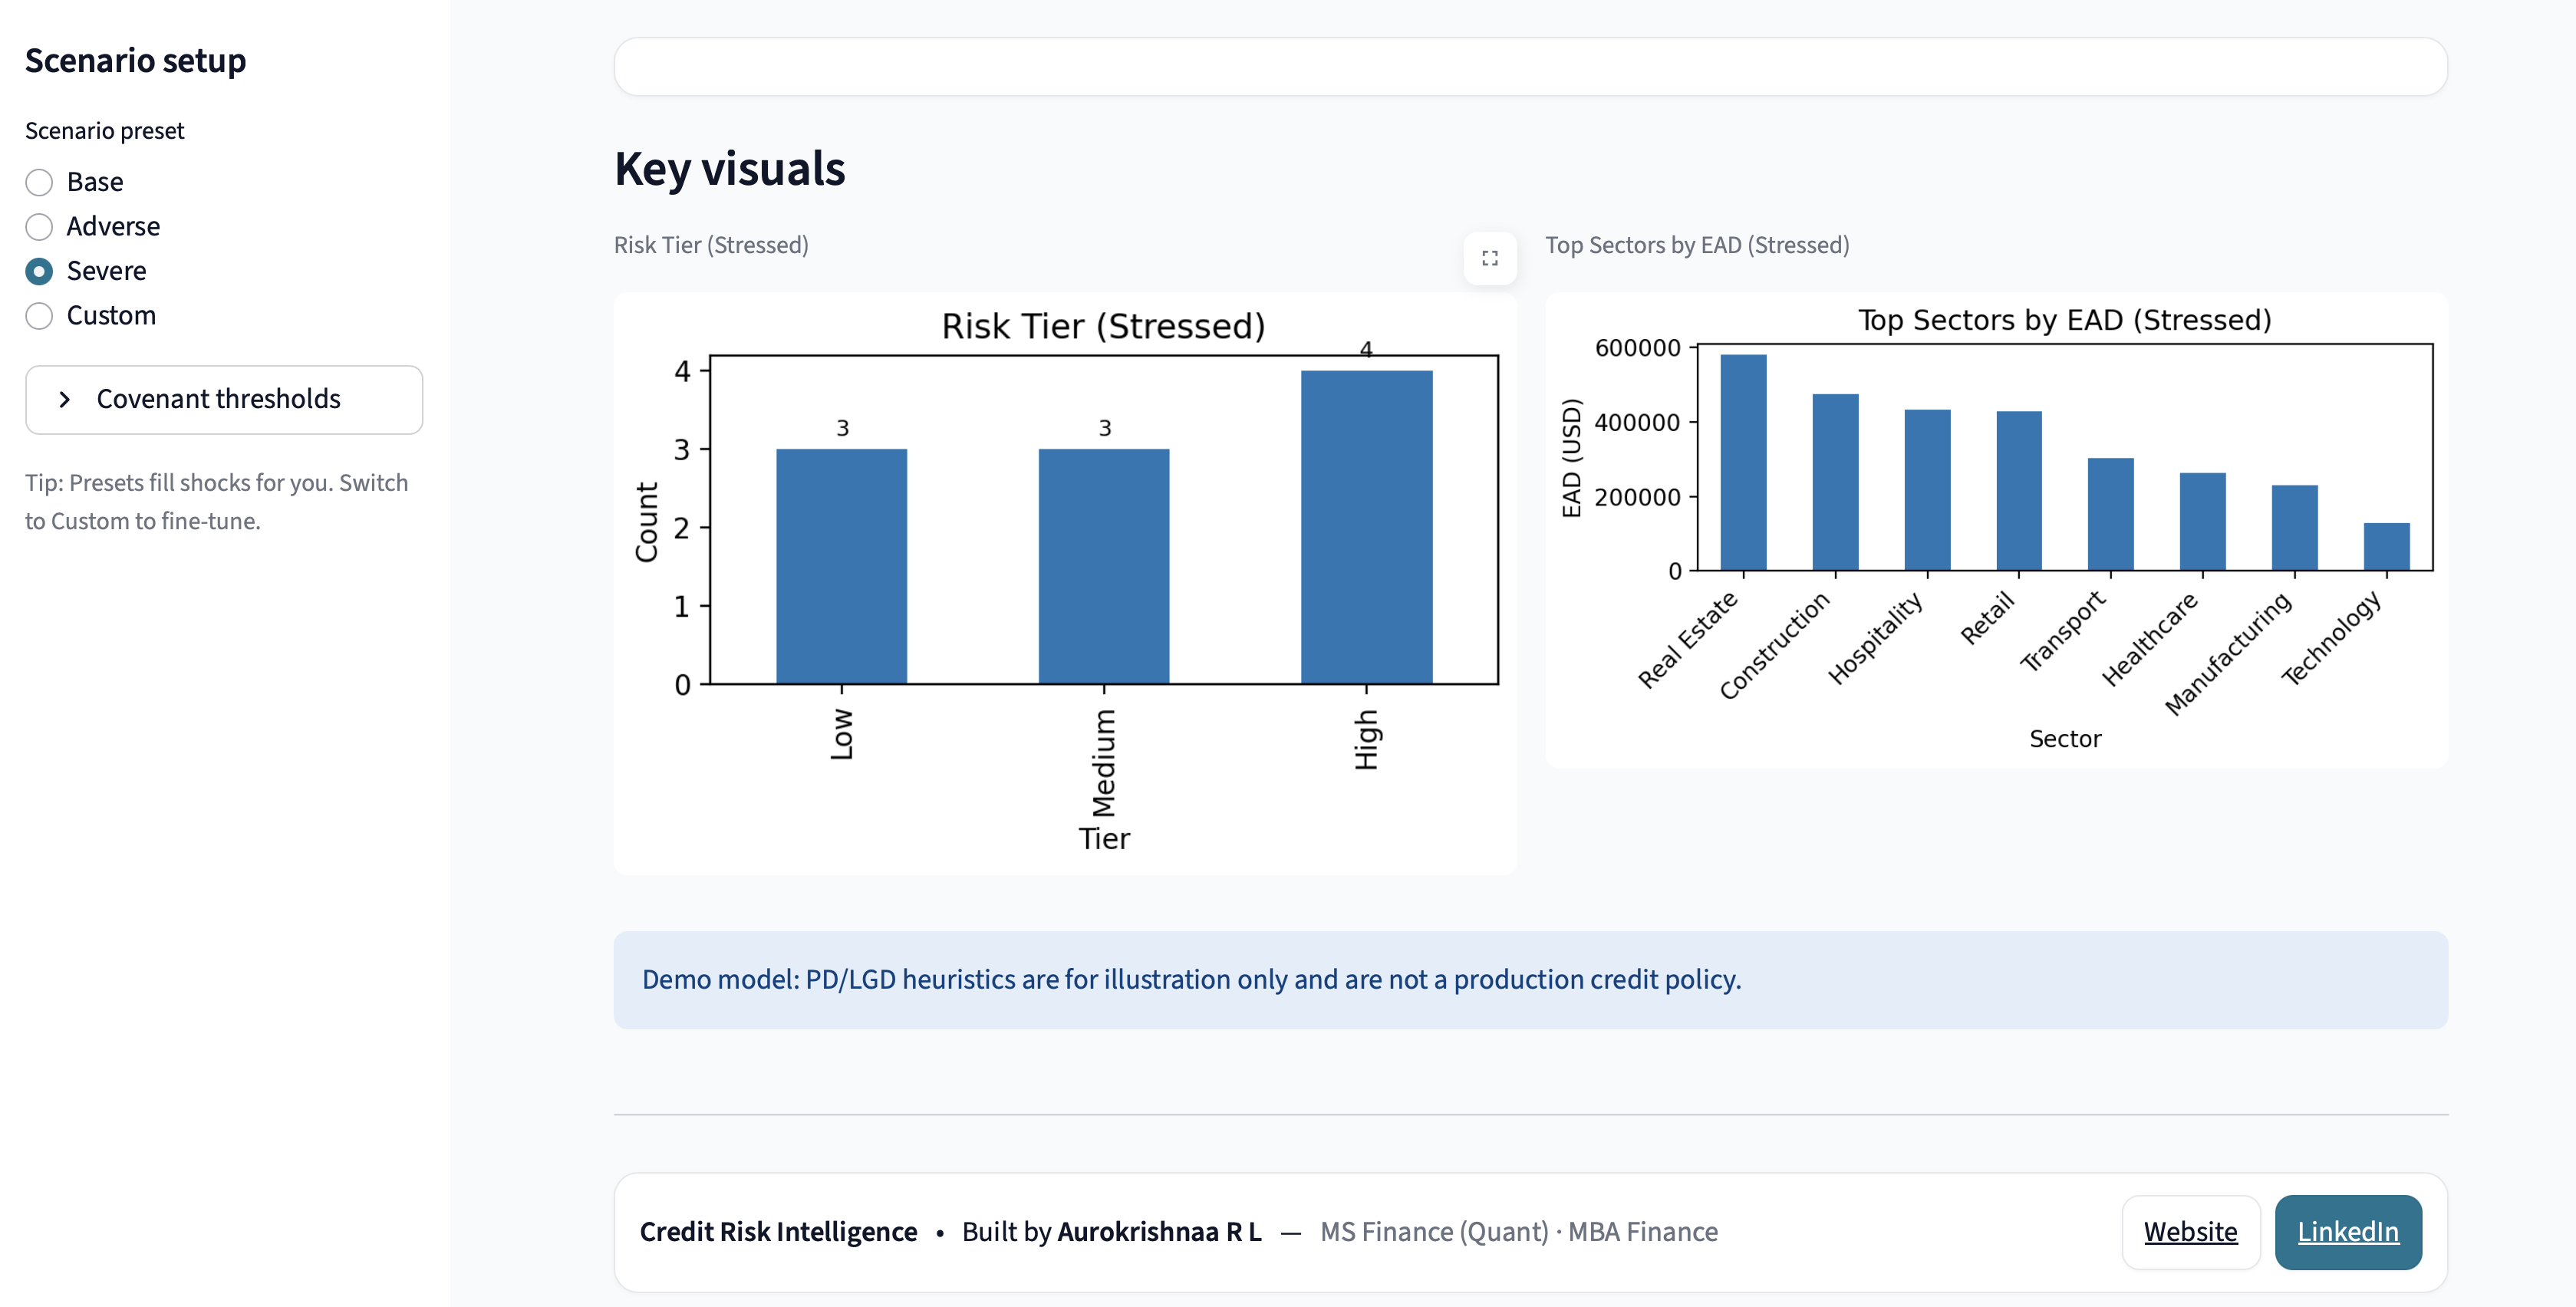 Scenario setup
Scenario preset
Base
Adverse
Severe
Custom
Covenant thresholds
Tip: Presets fill shocks for you. Switch
to Custom to fine-tune.
Key visuals
Risk Tier (Stressed)
Risk Tier (Stressed)
4
3
2
1
0
Count
3
3
4
Low
Medium
High
Tier
Top Sectors by EAD (Stressed)
Top Sectors by EAD (Stressed)
600000
400000
200000
0
EAD (USD)
Real Estate
Construction
Hospitality
Retail
Transport
Healthcare
Manufacturing
Technology
Sector
Demo model: PD/LGD heuristics are for illustration only and are not a production credit policy.
Credit Risk Intelligence • Built by Aurokrishnaa R L — MS Finance (Quant) · MBA Finance
Website
LinkedIn